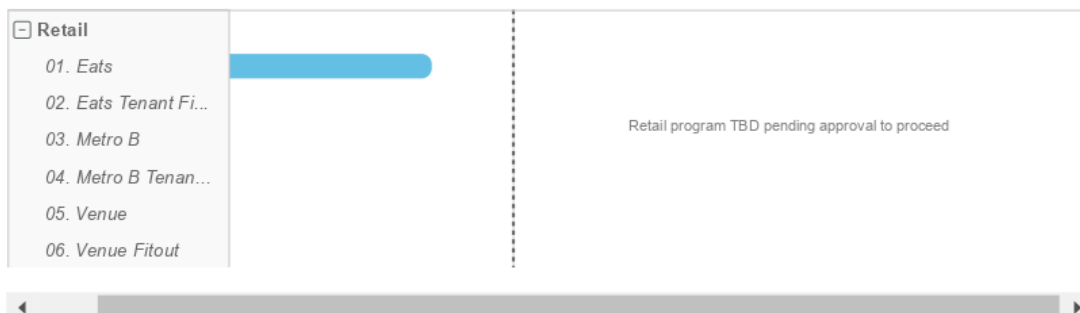 Retail
01. Eats
02. Eats Tenant Fi...
03. Metro B
Retail program TBD pending approval to proceed
04. Metro B Tenan...
05. Venue
06. Venue Fitout